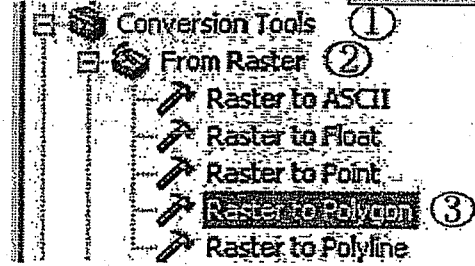 Conversion Tools ①
From Raster ②
Raster to ASCII
Raster to Float
Raster to Point
Raster to Polygon ③
Raster to Polyline